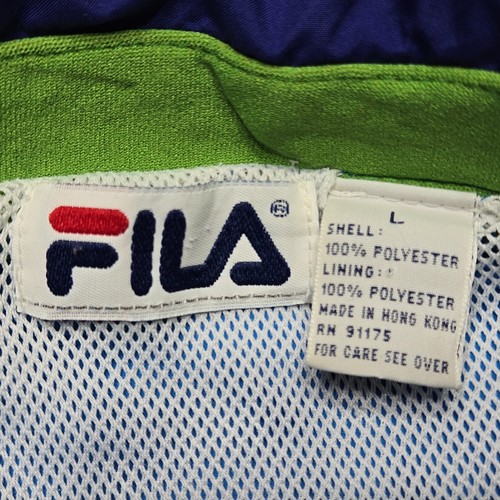 FILA®
L
SHELL:
100% POLYESTER
LINING:
100% POLYESTER
MADE IN HONG KONG
RN 91175
FOR CARE SEE OVER